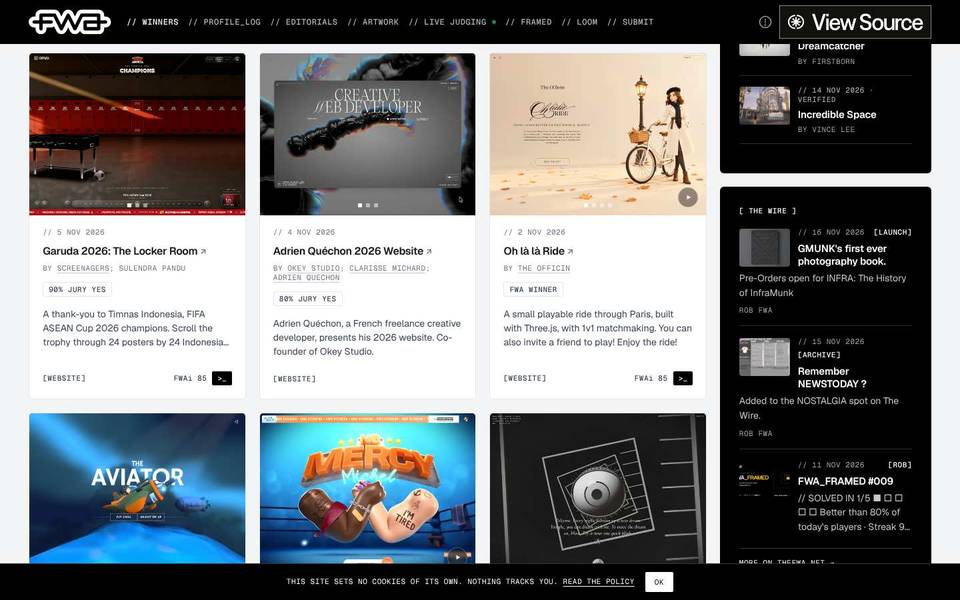 FWA
// WINNERS // PROFILE_LOG // EDITORIALS // ARTWORK // LIVE JUDGING // FRAMED // LOOM // SUBMIT
View Source
CHAMPIONS
// 5 NOV 2026
Garuda 2026: The Locker Room ↗
BY SCREENAGERS; SULENDRA PANDU
90% JURY YES
A thank-you to Timnas Indonesia, FIFA
ASEAN Cup 2026 champions. Scroll the
trophy through 24 posters by 24 Indonesia...
[WEBSITE]
FWAi 85 >_
CREATIVE
WEB DEVELOPER
// 4 NOV 2026
Adrien Quéchon 2026 Website ↗
BY OKEY STUDIO; CLARISSE MICHARD;
ADRIEN QUÉCHON
80% JURY YES
Adrien Quéchon, a French freelance creative
developer, presents his 2026 website. Co-
founder of Okey Studio.
[WEBSITE]
The Officin
RIDE
// 2 NOV 2026
Oh là là Ride ↗
BY THE OFFICIN
FWA WINNER
A small playable ride through Paris, built
with Three.js, with 1v1 matchmaking. You can
also invite a friend to play! Enjoy the ride!
[WEBSITE]
FWAi 85 >_
THE
AVIATOR
MERCY
I'M
TIRED
Dreamcatcher
BY FIRSTBORN
// 14 NOV 2026 ·
VERIFIED
Incredible Space
BY VINCE LEE
[ THE WIRE ]
// 16 NOV 2026 [LAUNCH]
GMUNK's first ever
photography book.
Pre-Orders open for INFRA: The History
of InfraMunk
ROB FWA
// 15 NOV 2026
[ARCHIVE]
Remember
NEWSTODAY ?
Added to the NOSTALGIA spot on The
Wire.
ROB FWA
// 11 NOV 2026 [ROB]
FWA_FRAMED #009
// SOLVED IN 1/5 ■ □ □
□ □ Better than 80% of
today's players · Streak 9...
MORE ON THEFWA.NET →
THIS SITE SETS NO COOKIES OF ITS OWN. NOTHING TRACKS YOU. READ THE POLICY OK